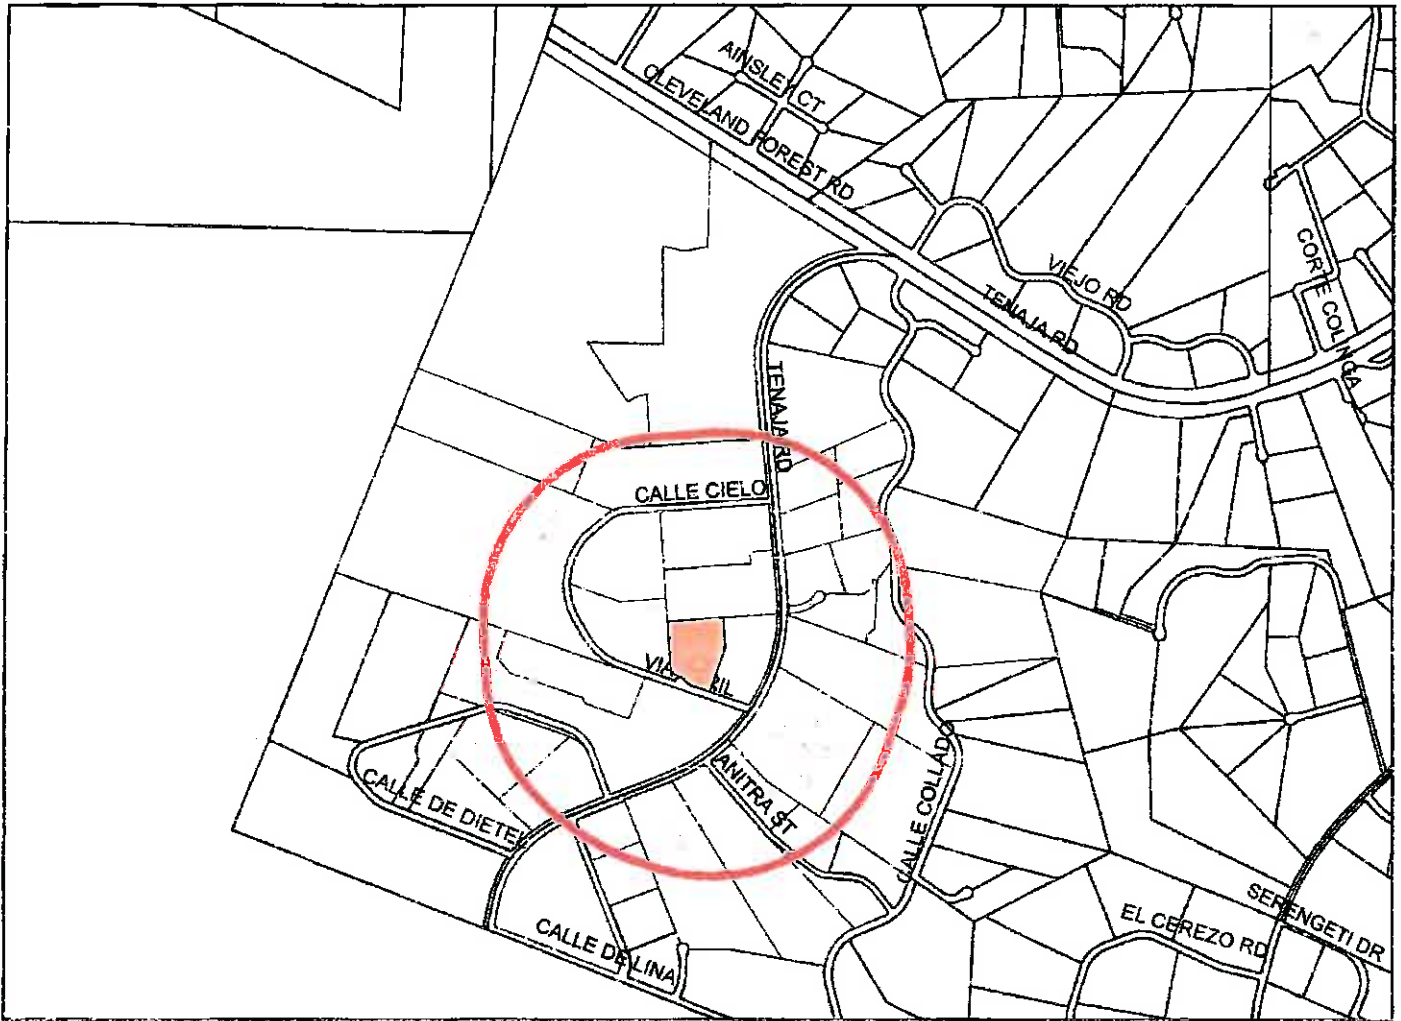 AINSLEY CT
CLEVELAND FOREST RD
VIEJO RD
CORTE COLINGA
TENAJA RD
TENAJA RD
CALLE CIELO
ANITRA ST
CALLE COLLADO
CALLE DE DIETEL
SERENGETI DR
EL CEREZO RD
CALLE DE LINA